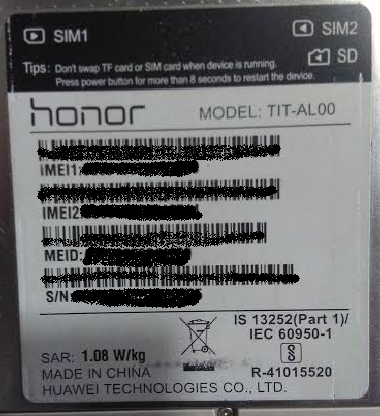 SIM1
SIM2
SD
Tips: Don't swap TF card or SIM card when device is running.
Press power button for more than 8 seconds to restart the device.
honor
MODEL: TIT-AL00
IMEI1:
IMEI2
MEID:
S/N
IS 13252(Part 1)/
IEC 60950-1
SAR: 1.08 W/kg
R-41015520
MADE IN CHINA
HUAWEI TECHNOLOGIES CO., LTD.